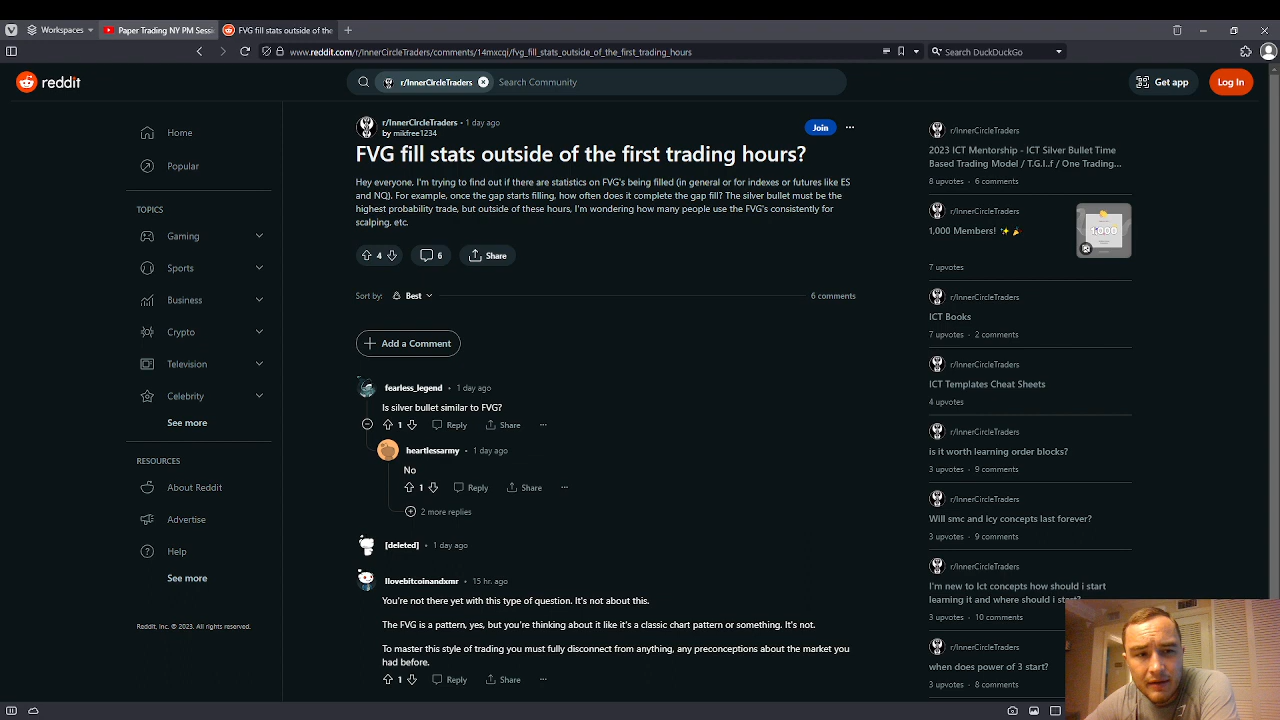 Workspaces
Paper Trading NY PM Sess
FVG fill stats outside of the
www.reddit.com/r/InnerCircleTraders/comments/14mxcqi/fvg_fill_stats_outside_of_the_first_trading_hours/
Search DuckDuckGo
reddit
r/InnerCircleTraders
Search Community
Get app
Log In
Home
Popular
TOPICS
Gaming
Sports
Business
Crypto
Television
Celebrity
See more
RESOURCES
About Reddit
Advertise
Help
See more
Reddit, Inc. © 2023. All rights reserved.
r/InnerCircleTraders • 1 day ago
by mikfree1234
Join
FVG fill stats outside of the first trading hours?
Hey everyone, I'm trying to find out if there are statistics on FVG's being filled (in general or for indexes or futures like ES
and NQ). For example, once the gap starts filling, how often does it complete the gap fill? The silver bullet must be the
highest probability trade, but outside of these hours, I'm wondering how many people use the FVG's consistently for
scalping, etc.
4
6
Share
Sort by:
Best
6 comments
Add a Comment
fearless_legend • 1 day ago
Is silver bullet similar to FVG?
1
Reply
Share
heartlessarmy • 1 day ago
No
1
Reply
Share
2 more replies
[deleted] • 1 day ago
Ilovebitcoinandxmr • 15 hr. ago
You're not there yet with this type of question. It's not about this.
The FVG is a pattern, yes, but you're thinking about it like it's a classic chart pattern or something. It's not.
To master this style of trading you must fully disconnect from anything, any preconceptions about the market you
had before.
1
Reply
Share
r/InnerCircleTraders
2023 ICT Mentorship - ICT Silver Bullet Time
Based Trading Model / T.G.I..f / One Trading...
8 upvotes • 6 comments
r/InnerCircleTraders
1,000 Members! ✨🎉
1,000
7 upvotes
r/InnerCircleTraders
ICT Books
7 upvotes • 2 comments
r/InnerCircleTraders
ICT Templates Cheat Sheets
4 upvotes
r/InnerCircleTraders
is it worth learning order blocks?
3 upvotes • 9 comments
r/InnerCircleTraders
Will smc and icy concepts last forever?
3 upvotes • 9 comments
r/InnerCircleTraders
I'm new to Ict concepts how should i start
learning it and where should i start?
3 upvotes • 10 comments
r/InnerCircleTraders
when does power of 3 start?
3 upvotes • 8 comments